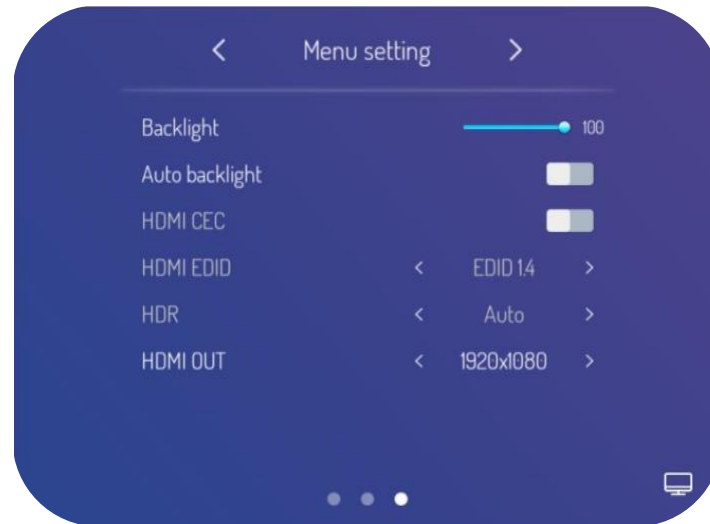 Menu setting
Backlight 100
Auto backlight
HDMI CEC
HDMI EDID < EDID 1.4 >
HDR < Auto >
HDMI OUT < 1920x1080 >